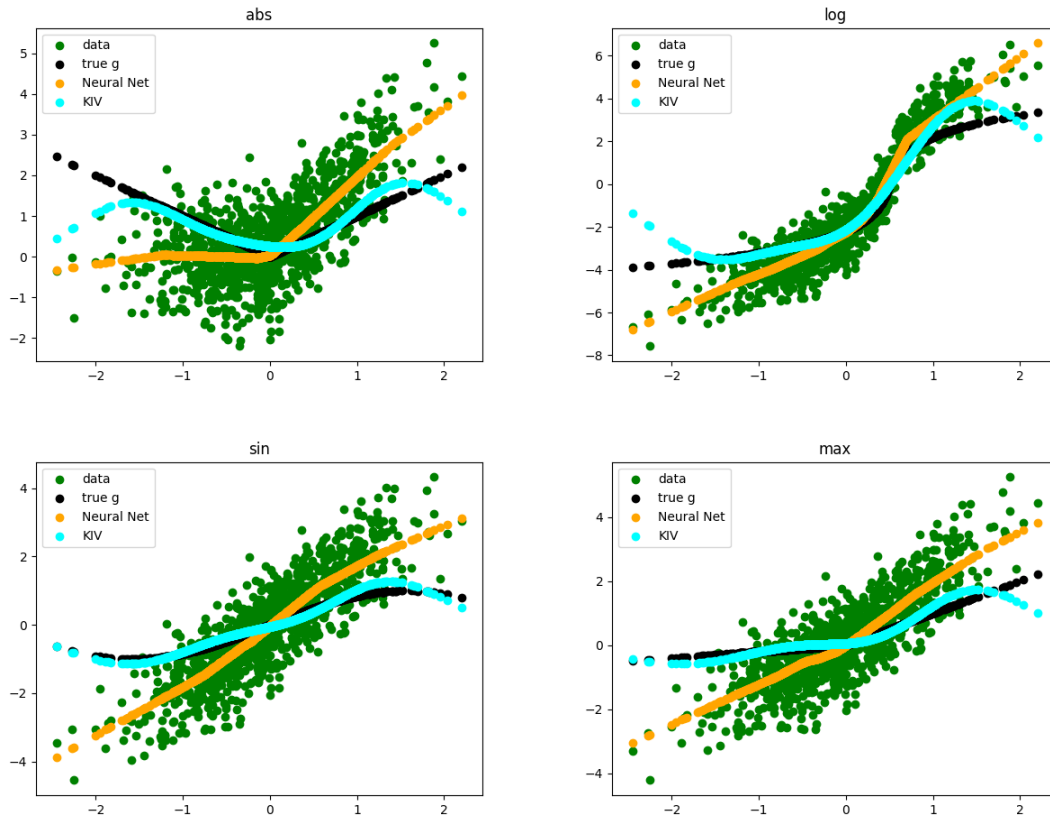 abs
data
true g
Neural Net
KIV
5
4
3
2
1
0
−1
−2
−2 −1 0 1 2
log
data
true g
Neural Net
KIV
6
4
2
0
−2
−4
−6
−8
−2 −1 0 1 2
sin
data
true g
Neural Net
KIV
4
2
0
−2
−4
−2 −1 0 1 2
max
data
true g
Neural Net
KIV
4
2
0
−2
−4
−2 −1 0 1 2